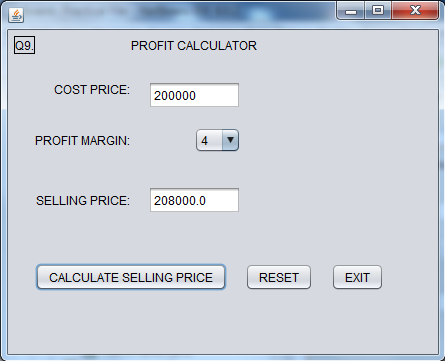 Q9. PROFIT CALCULATOR
COST PRICE: 200000
PROFIT MARGIN: 4
SELLING PRICE: 208000.0
CALCULATE SELLING PRICE RESET EXIT